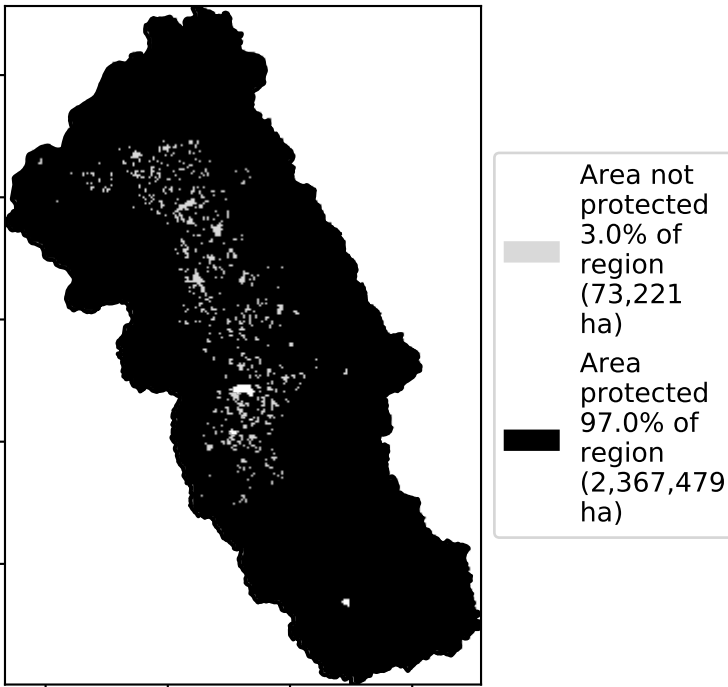 Area not
protected
3.0% of
region
(73,221
ha)
Area
protected
97.0% of
region
(2,367,479
ha)